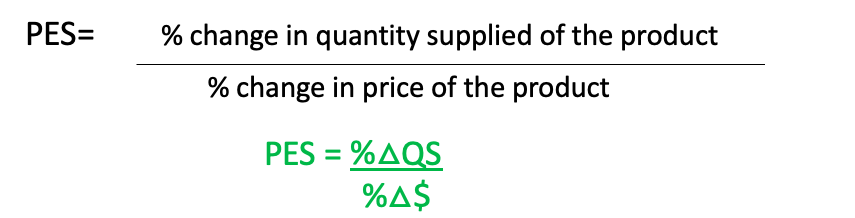 PES= % change in quantity supplied of the product
% change in price of the product
PES = %△QS
%△$